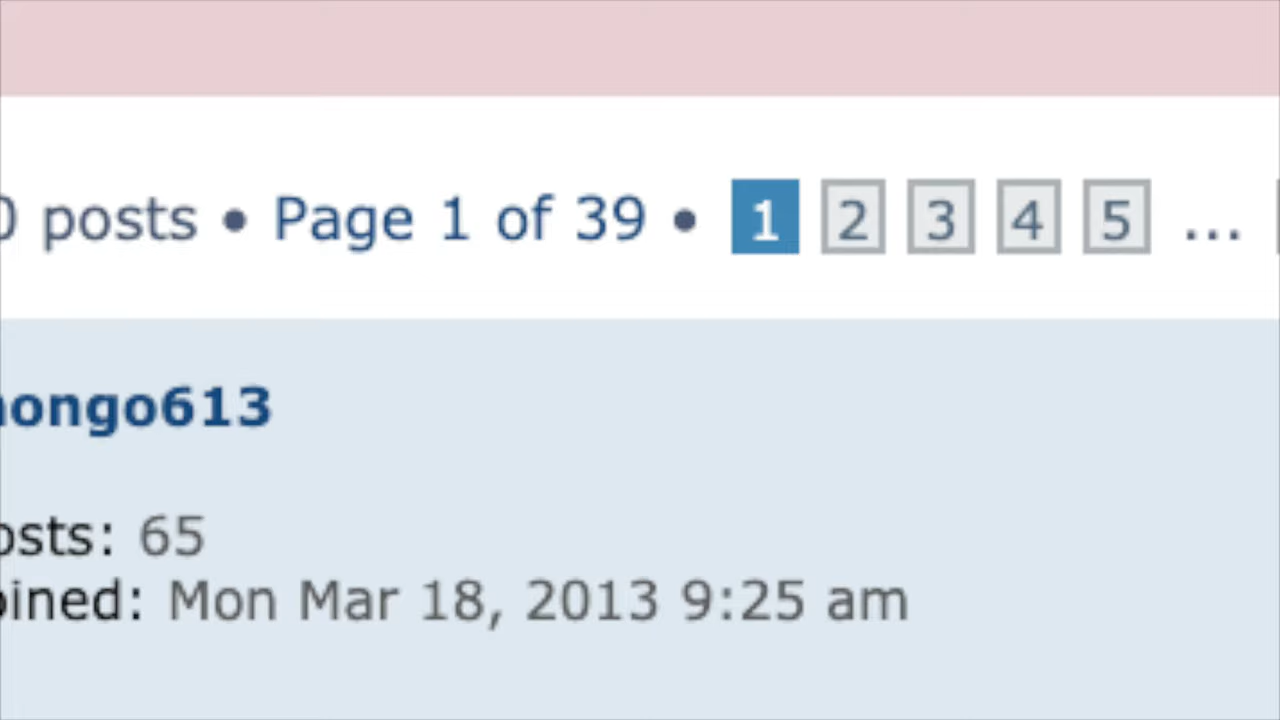 0 posts • Page 1 of 39 • 1 2 3 4 5 ...
ongo613
osts: 65
oined: Mon Mar 18, 2013 9:25 am